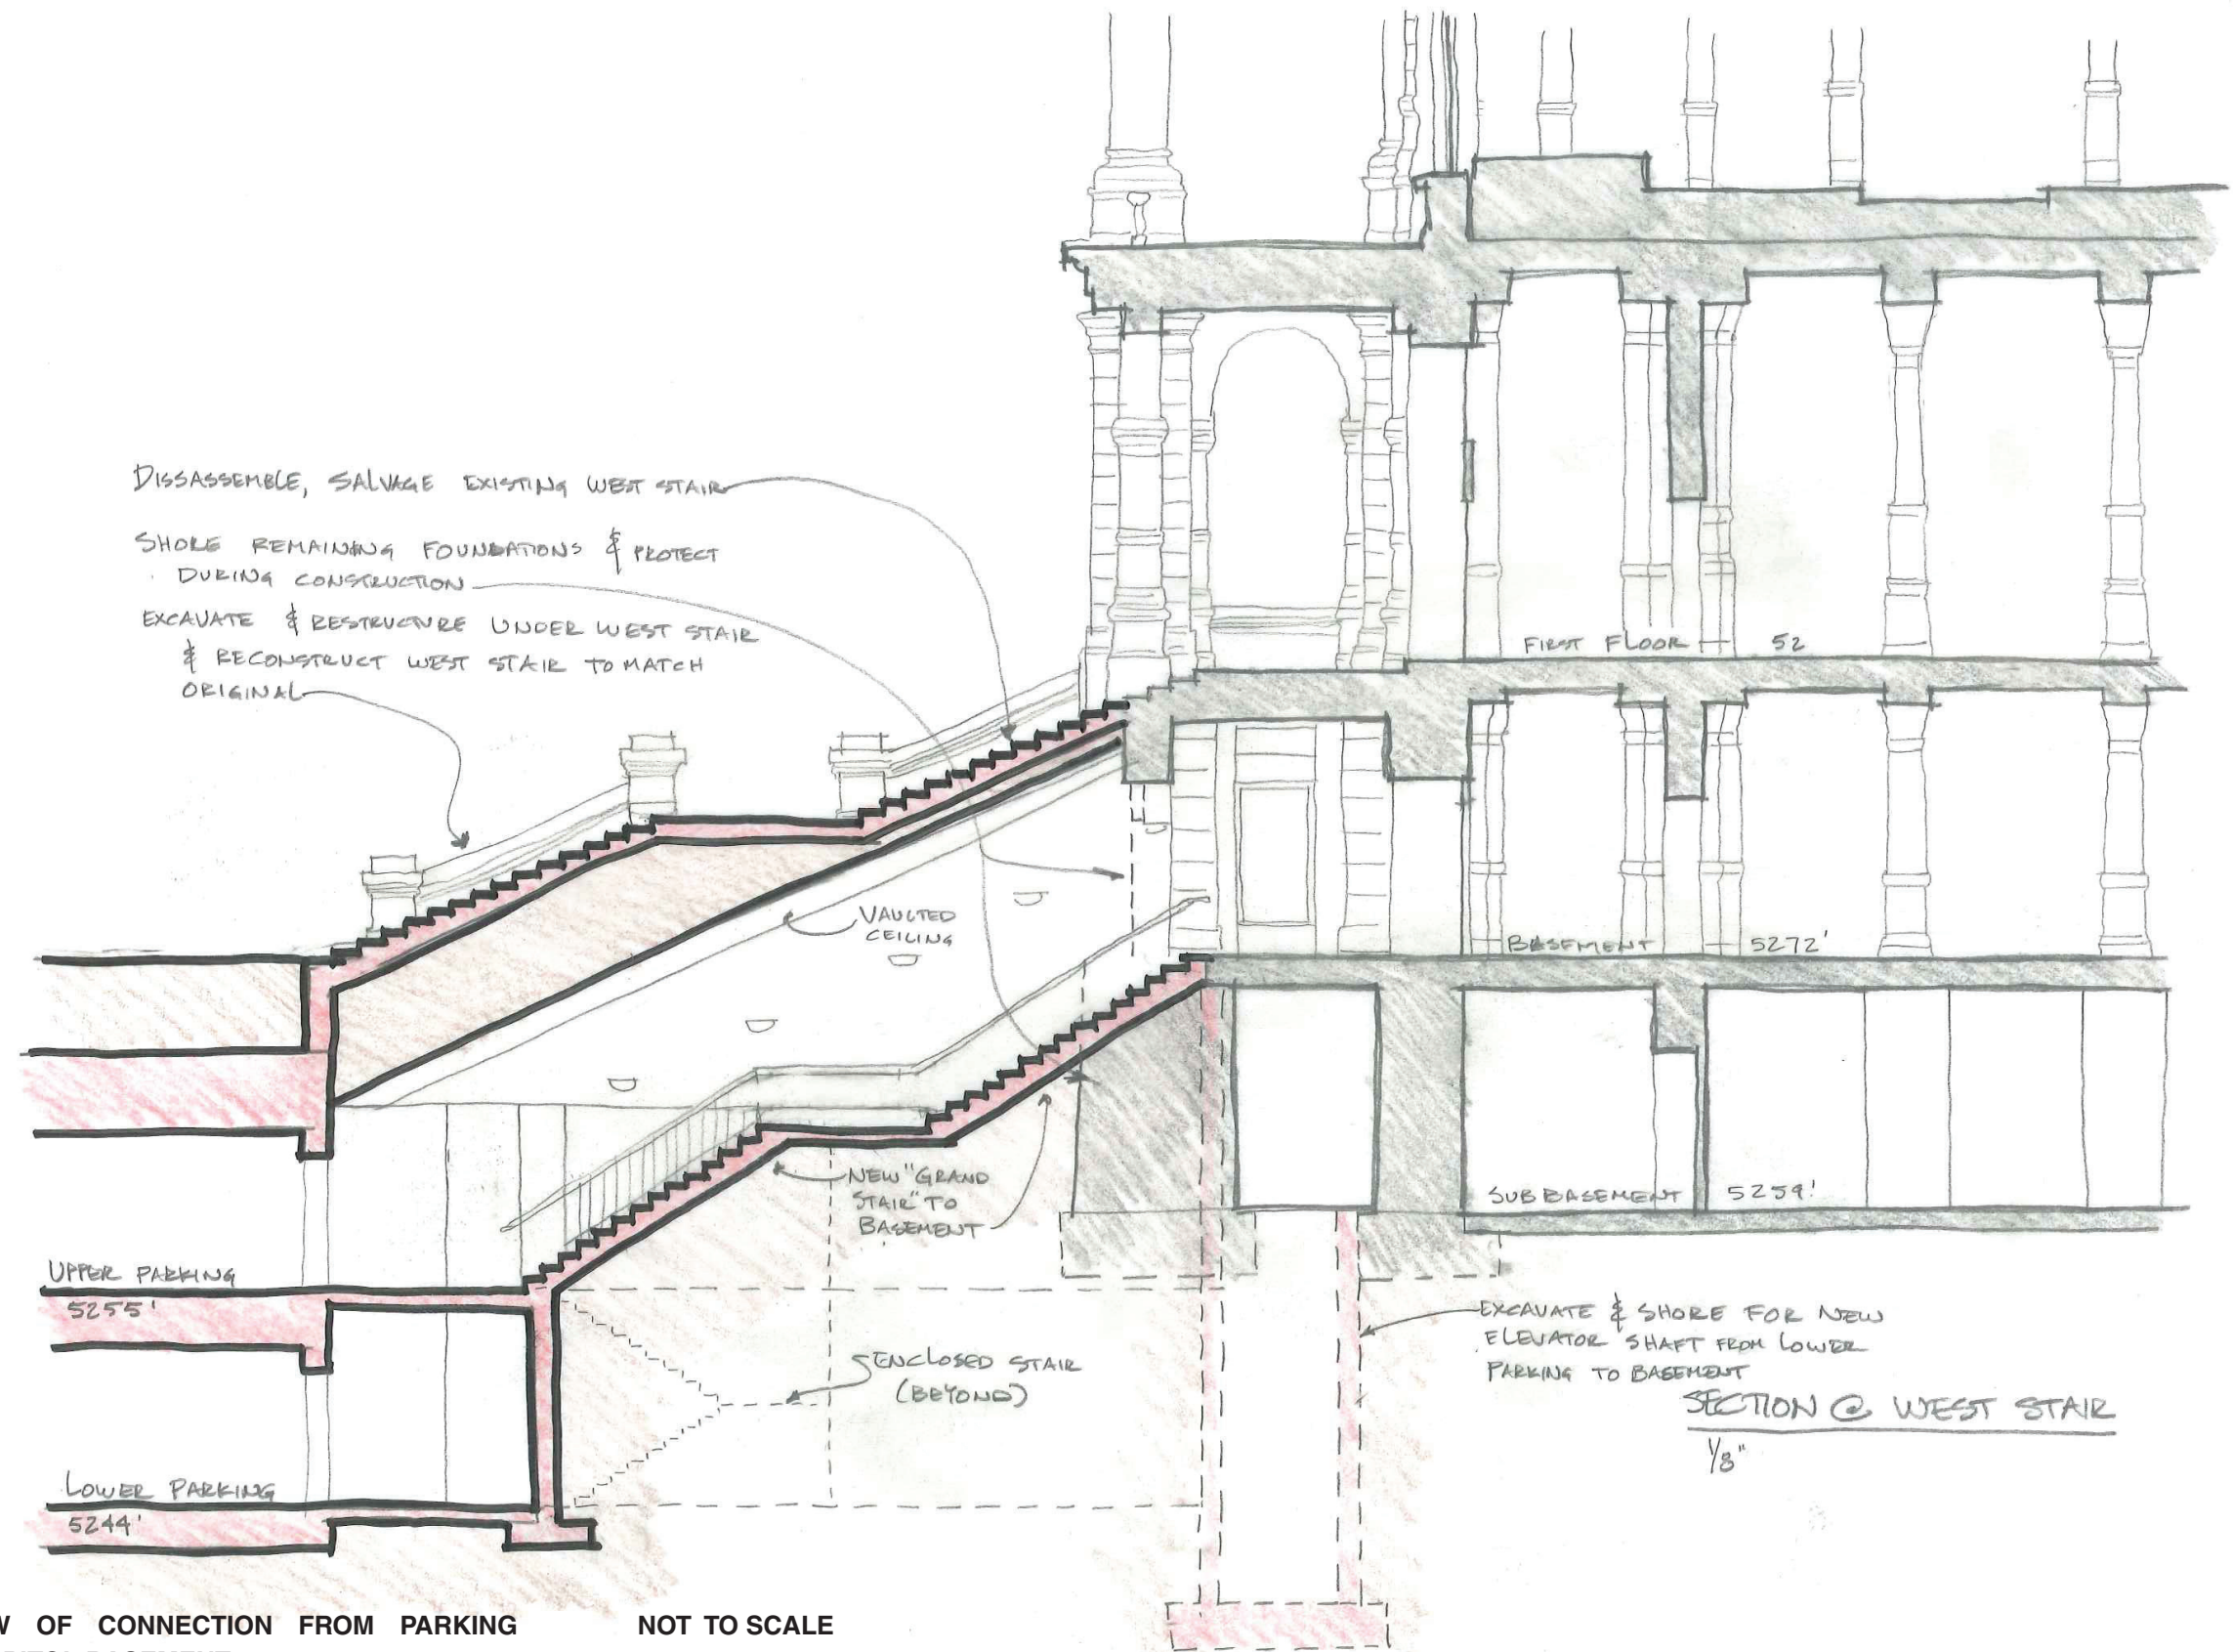 DISSASSEMBLE, SALVAGE EXISTING WEST STAIR
SHORE REMAINING FOUNDATIONS & PROTECT
DURING CONSTRUCTION
EXCAVATE & RESTRUCTURE UNDER WEST STAIR
& RECONSTRUCT WEST STAIR TO MATCH
ORIGINAL
FIRST FLOOR 52
VAULTED
CEILING
BASEMENT 5272'
NEW "GRAND
STAIR" TO
BASEMENT
SUB BASEMENT 5259'
UPPER PARKING
5255'
ENCLOSED STAIR
(BEYOND)
EXCAVATE & SHORE FOR NEW
ELEVATOR SHAFT FROM LOWER
PARKING TO BASEMENT
SECTION @ WEST STAIR
1/8"
LOWER PARKING
5244'
W OF CONNECTION FROM PARKING NOT TO SCALE